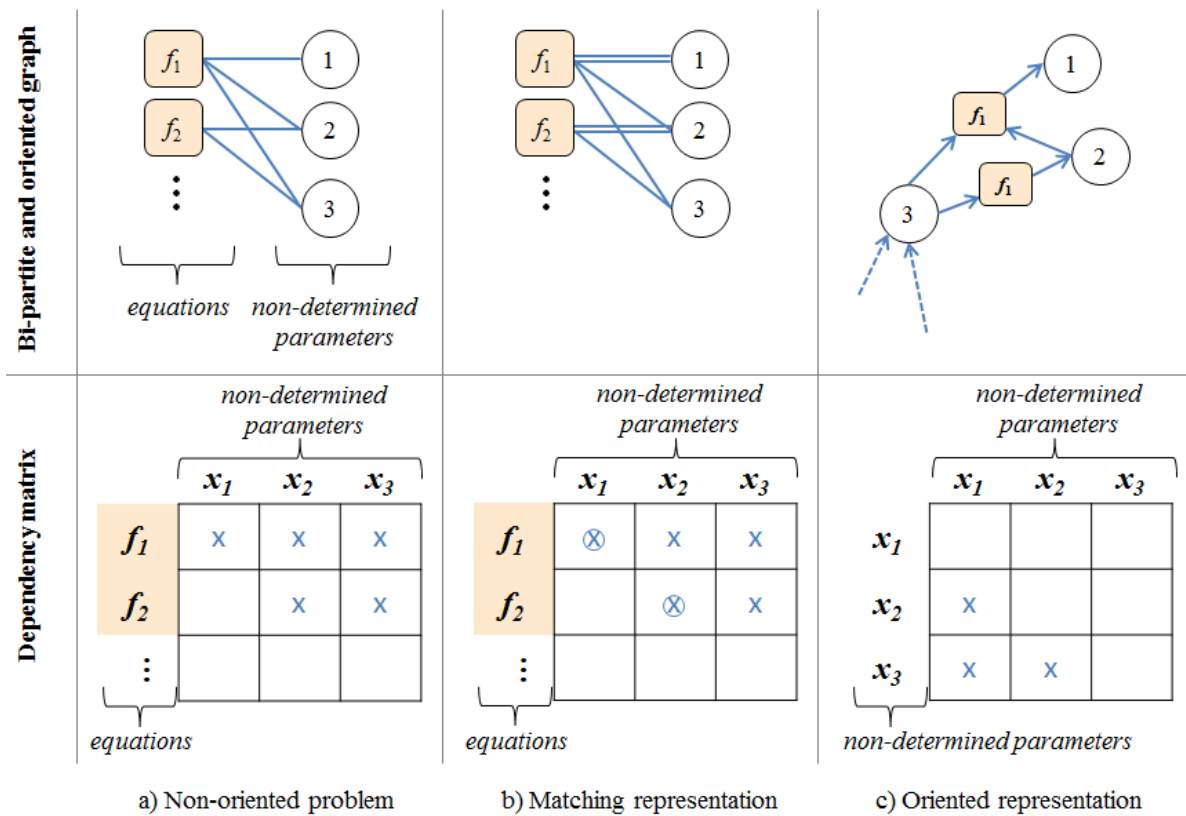 Bi-partite and oriented graph
f1
f2
⋮
1
2
3
equations
non-determined
parameters
f1
f2
⋮
1
2
3
1
f1
2
f1
3
Dependency matrix
non-determined
parameters
x1 x2 x3
f1 x x x
f2 x x
⋮
equations
non-determined
parameters
x1 x2 x3
f1 ⓧ x x
f2 ⓧ x
⋮
equations
non-determined
parameters
x1 x2 x3
x1
x2 x
x3 x x
non-determined parameters
a) Non-oriented problem
b) Matching representation
c) Oriented representation